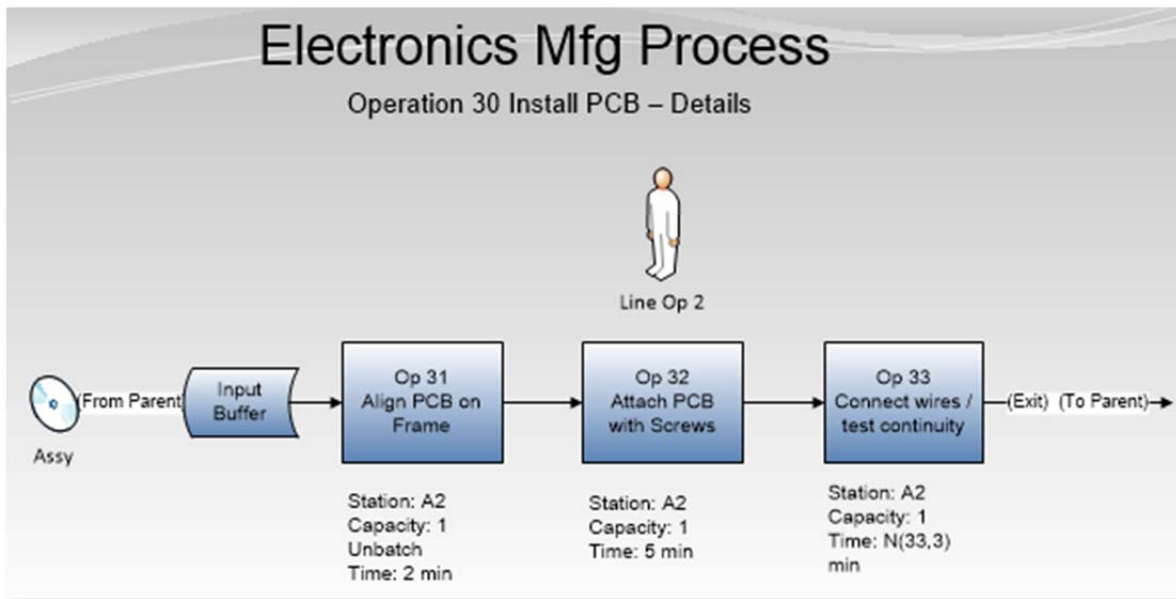 Electronics Mfg Process
Operation 30 Install PCB – Details
Line Op 2
Assy
(From Parent)
Input
Buffer
Op 31
Align PCB on
Frame
Op 32
Attach PCB
with Screws
Op 33
Connect wires /
test continuity
(Exit) (To Parent)
Station: A2
Capacity: 1
Unbatch
Time: 2 min
Station: A2
Capacity: 1
Time: 5 min
Station: A2
Capacity: 1
Time: N(33,3)
min